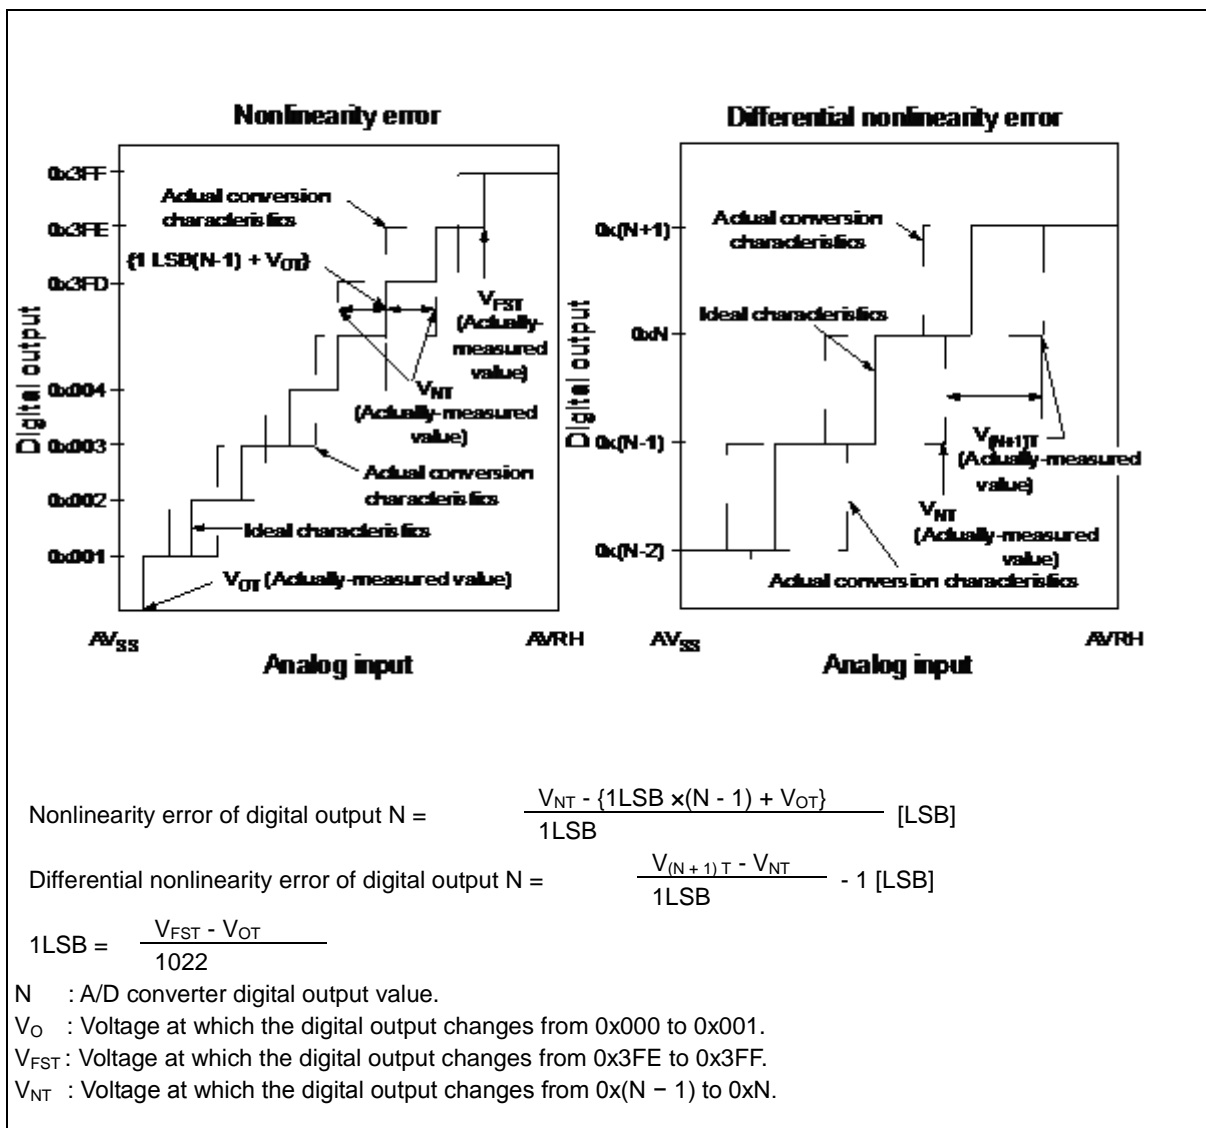 Nonlinearity error
0x3FF
0x3FE
0x3FD
0x004
0x003
0x002
0x001
Digital output
Actual conversion
characteristics
{1 LSB(N-1) + VOT}
VFST
(Actually-
measured
value)
VNT
(Actually-measured
value)
Actual conversion
characteristics
Ideal characteristics
VOT (Actually-measured value)
AVSS
AVRH
Analog input
Differential nonlinearity error
0x(N+1)
0xN
0x(N-1)
0x(N-2)
Digital output
Actual conversion
characteristics
Ideal characteristics
V(N+1)T
(Actually-measured
value)
VNT
(Actually-measured
value)
Actual conversion characteristics
AVSS
AVRH
Analog input
Nonlinearity error of digital output N =
VNT - {1LSB ×(N - 1) + VOT}
1LSB
[LSB]
Differential nonlinearity error of digital output N =
V(N + 1) T - VNT
1LSB
- 1 [LSB]
1LSB =
VFST - VOT
1022
N : A/D converter digital output value.
VO : Voltage at which the digital output changes from 0x000 to 0x001.
VFST : Voltage at which the digital output changes from 0x3FE to 0x3FF.
VNT : Voltage at which the digital output changes from 0x(N − 1) to 0xN.